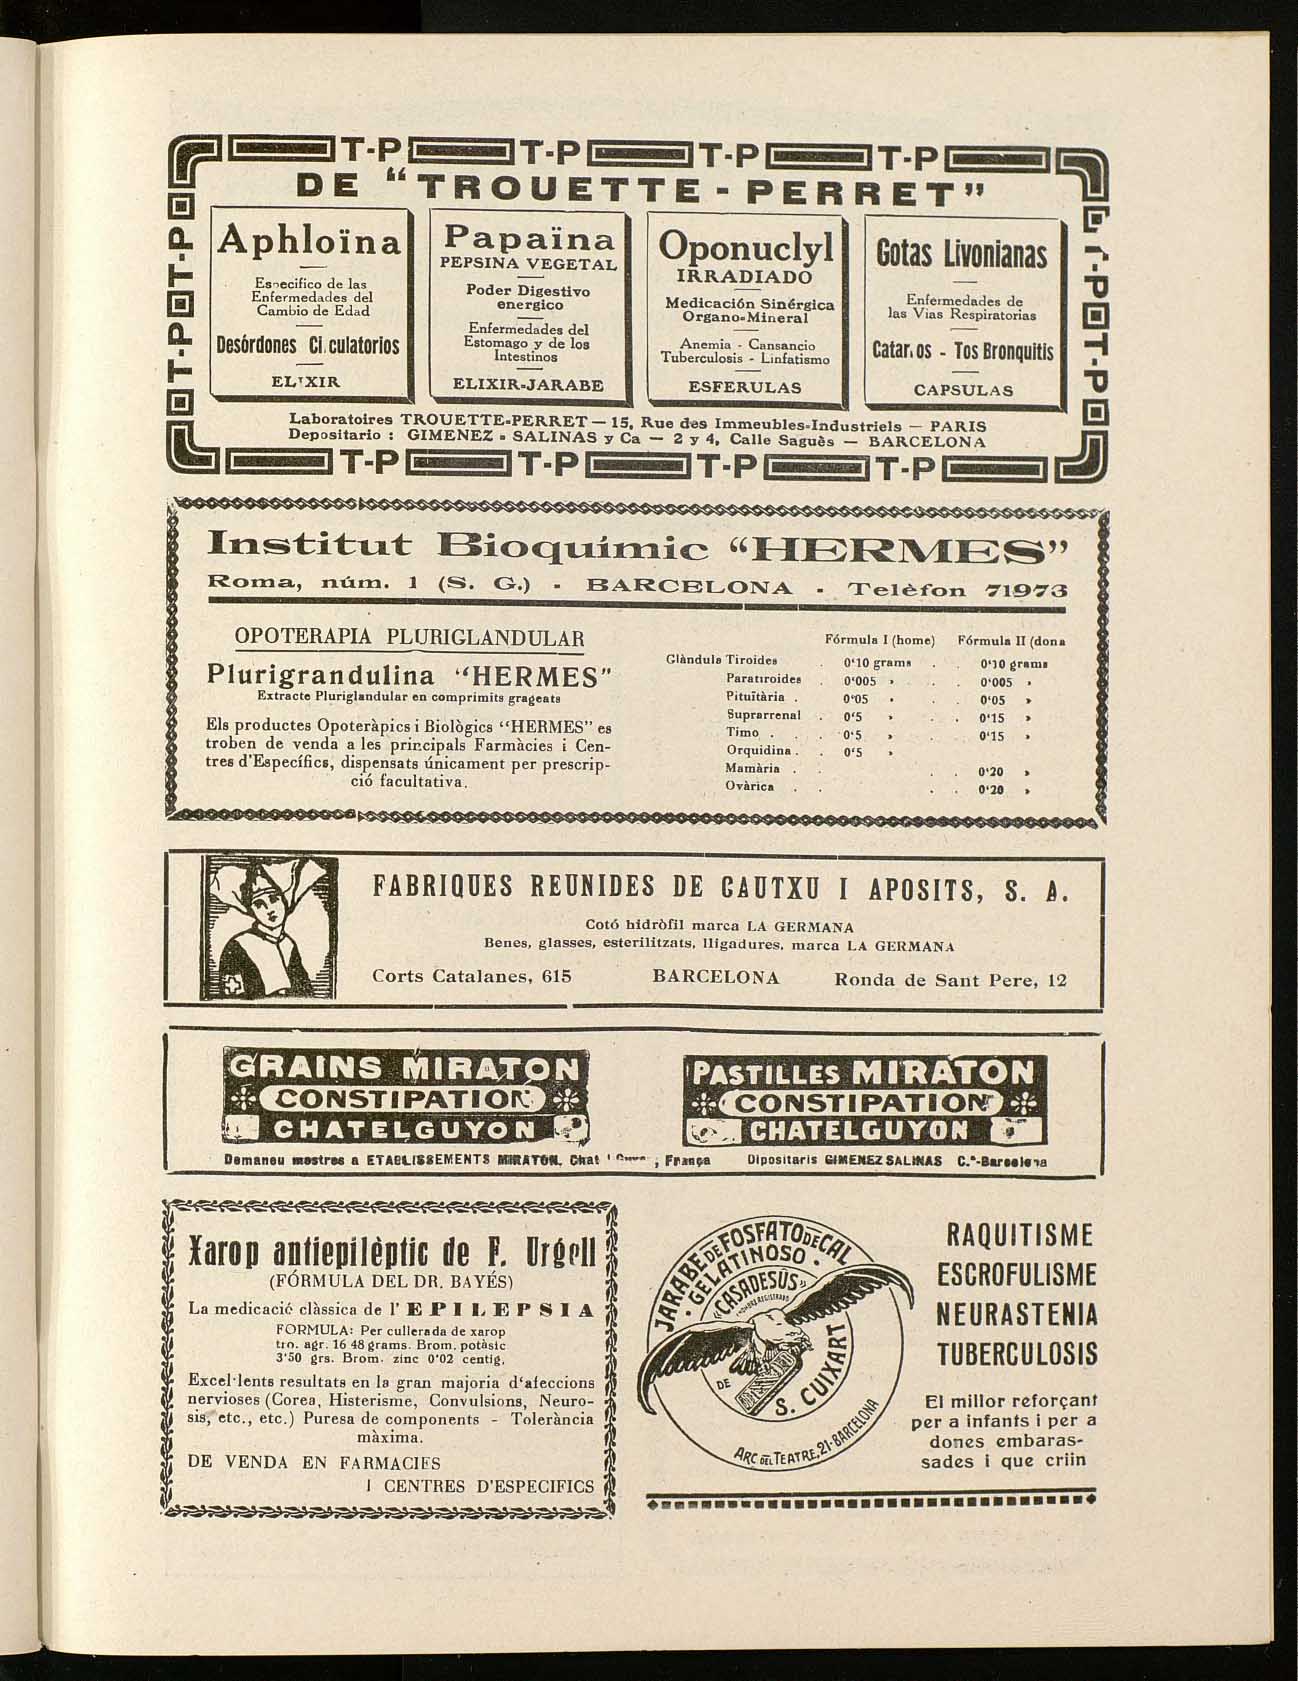 T-P T-P T-P T-P
DE "TROUETTE - PERRET"
T-P
T-P
Aphloïna
Especifico de las
Enfermedades del
Cambio de Edad
Desórdones Ci.culatorios
ELIXIR
Papaïna
PEPSINA VEGETAL
Poder Digestivo
energico
Enfermedades del
Estomago y de los
Intestinos
ELIXIR-JARABE
Oponuclyl
IRRADIADO
Medicación Sinérgica
Organo-Mineral
Anemia - Cansancio
Tuberculosis - Linfatismo
ESFERULAS
Gotas Livonianas
Enfermedades de
las Vias Respiratorias
Catar.os - Tos Bronquitis
CAPSULAS
T-P
T-P
Laboratoires TROUETTE-PERRET — 15, Rue des Immeubles-Industriels — PARIS
Depositario : GIMENEZ - SALINAS y Ca — 2 y 4, Calle Saguès — BARCELONA
T-P T-P T-P T-P
Institut Bioquímic "HERMES"
Roma, núm. 1 (S. G.) - BARCELONA - Telèfon 71973
OPOTERAPIA PLURIGLANDULAR
Plurigrandulina "HERMES"
Extracte Pluriglandular en comprimits grageats
Els productes Opoteràpics i Biològics "HERMES" es
troben de venda a les principals Farmàcies i Cen-
tres d'Específics, dispensats únicament per prescrip-
ció facultativa.
Fórmula I (home) Fórmula II (dona
Glàndula Tiroides . 0'10 grams . . 0'10 grams
Paratiroides . 0'005 » . . 0'005 »
Pituïtària . 0'05 » . . 0'05 »
Suprarrenal . 0'5 » . . 0'15 »
Timo . . . 0'5 » . . 0'15 »
Orquidina . . 0'5 »
Mamària . . . . 0'20 »
Ovàrica . . . . 0'20 »
FABRIQUES REUNIDES DE CAUTXU I APOSITS, S. A.
Cotó hidròfil marca LA GERMANA
Benes, glasses, esterilitzats, lligadures, marca LA GERMANA
Corts Catalanes, 615 BARCELONA Ronda de Sant Pere, 12
GRAINS MIRATON
CONSTIPATION
CHATELGUYON
PASTILLES MIRATON
CONSTIPATION
CHATELGUYON
Demaneu mostres a ETABLISSEMENTS MIRATON, França Dipositaris GIMENEZ SALINAS C.ª-Barcelona
Xarop antiepilèptic de F. Urgell
(FÓRMULA DEL DR. BAYÉS)
La medicació clàssica de l' EPILEPSIA
FORMULA: Per cullerada de xarop
tro. agr. 16 48 grams. Brom. potàsic
3'50 grs. Brom. zinc 0'02 centig.
Excel·lents resultats en la gran majoria d'afeccions
nervioses (Corea, Histerisme, Convulsions, Neuro-
sis, etc., etc.) Puresa de components - Tolerància
màxima.
DE VENDA EN FARMACIES
I CENTRES D'ESPECIFICS
JARABE DE FOSFATO DE CAL
GELATINOSO
"CASADESÚS"
NOMBRE REGISTRADO
DE
S. CUIXART
ARC DEL TEATRE, 21-BARCELONA
RAQUITISME
ESCROFULISME
NEURASTENIA
TUBERCULOSIS
El millor reforçant
per a infants i per a
dones embaras-
sades i que criin